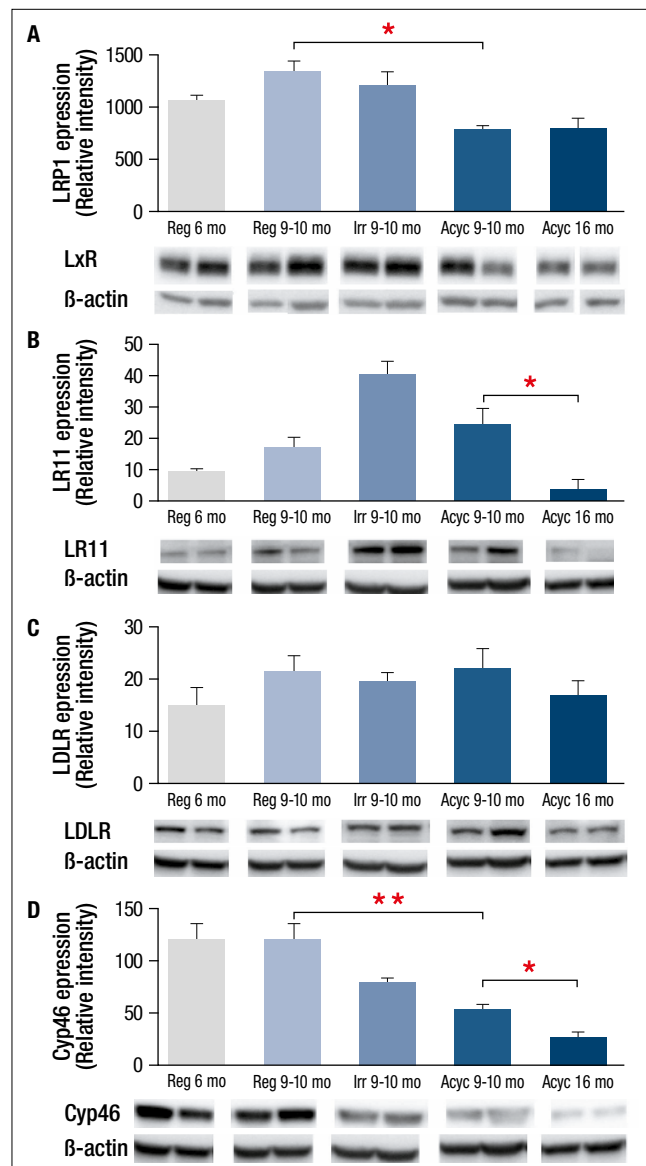 A
*
1500
1000
500
0
LRP1 epression
(Relative intensity)
Reg 6 mo Reg 9-10 mo Irr 9-10 mo Acyc 9-10 mo Acyc 16 mo
LxR
ß-actin
B
50
40
30
20
10
0
LR11 epression
(Relative intensity)
*
Reg 6 mo Reg 9-10 mo Irr 9-10 mo Acyc 9-10 mo Acyc 16 mo
LR11
ß-actin
C
30
20
10
0
LDLR epression
(Relative intensity)
Reg 6 mo Reg 9-10 mo Irr 9-10 mo Acyc 9-10 mo Acyc 16 mo
LDLR
ß-actin
D
150
100
50
0
Cyp46 epression
(Relative intensity)
**
*
Reg 6 mo Reg 9-10 mo Irr 9-10 mo Acyc 9-10 mo Acyc 16 mo
Cyp46
ß-actin